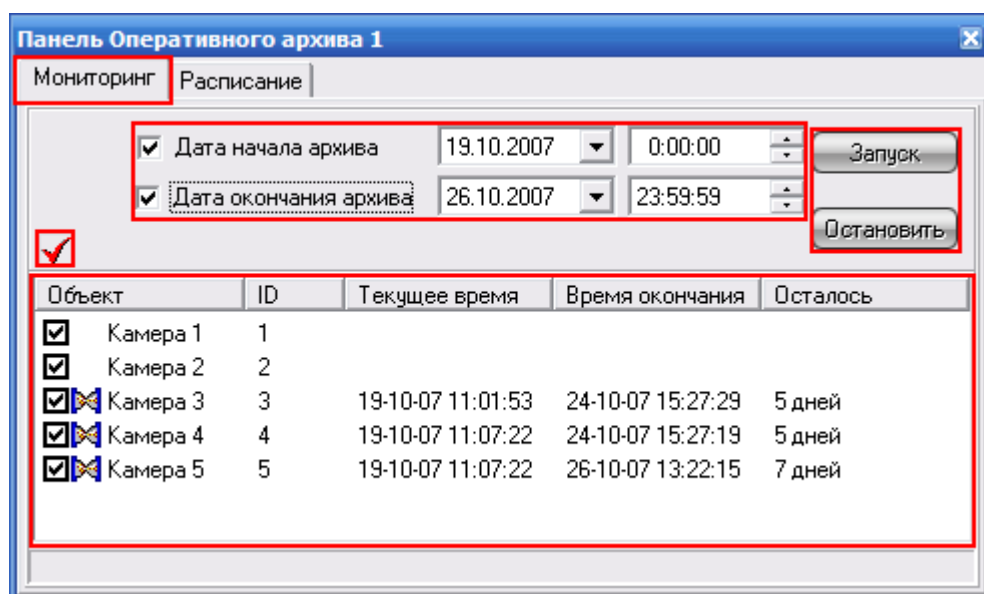 Панель Оперативного архива 1
Мониторинг Расписание
Дата начала архива 19.10.2007 0:00:00 Запуск
Дата окончания архива 26.10.2007 23:59:59
Остановить
Объект ID Текущее время Время окончания Осталось
Камера 1 1
Камера 2 2
Камера 3 3 19-10-07 11:01:53 24-10-07 15:27:29 5 дней
Камера 4 4 19-10-07 11:07:22 24-10-07 15:27:19 5 дней
Камера 5 5 19-10-07 11:07:22 26-10-07 13:22:15 7 дней